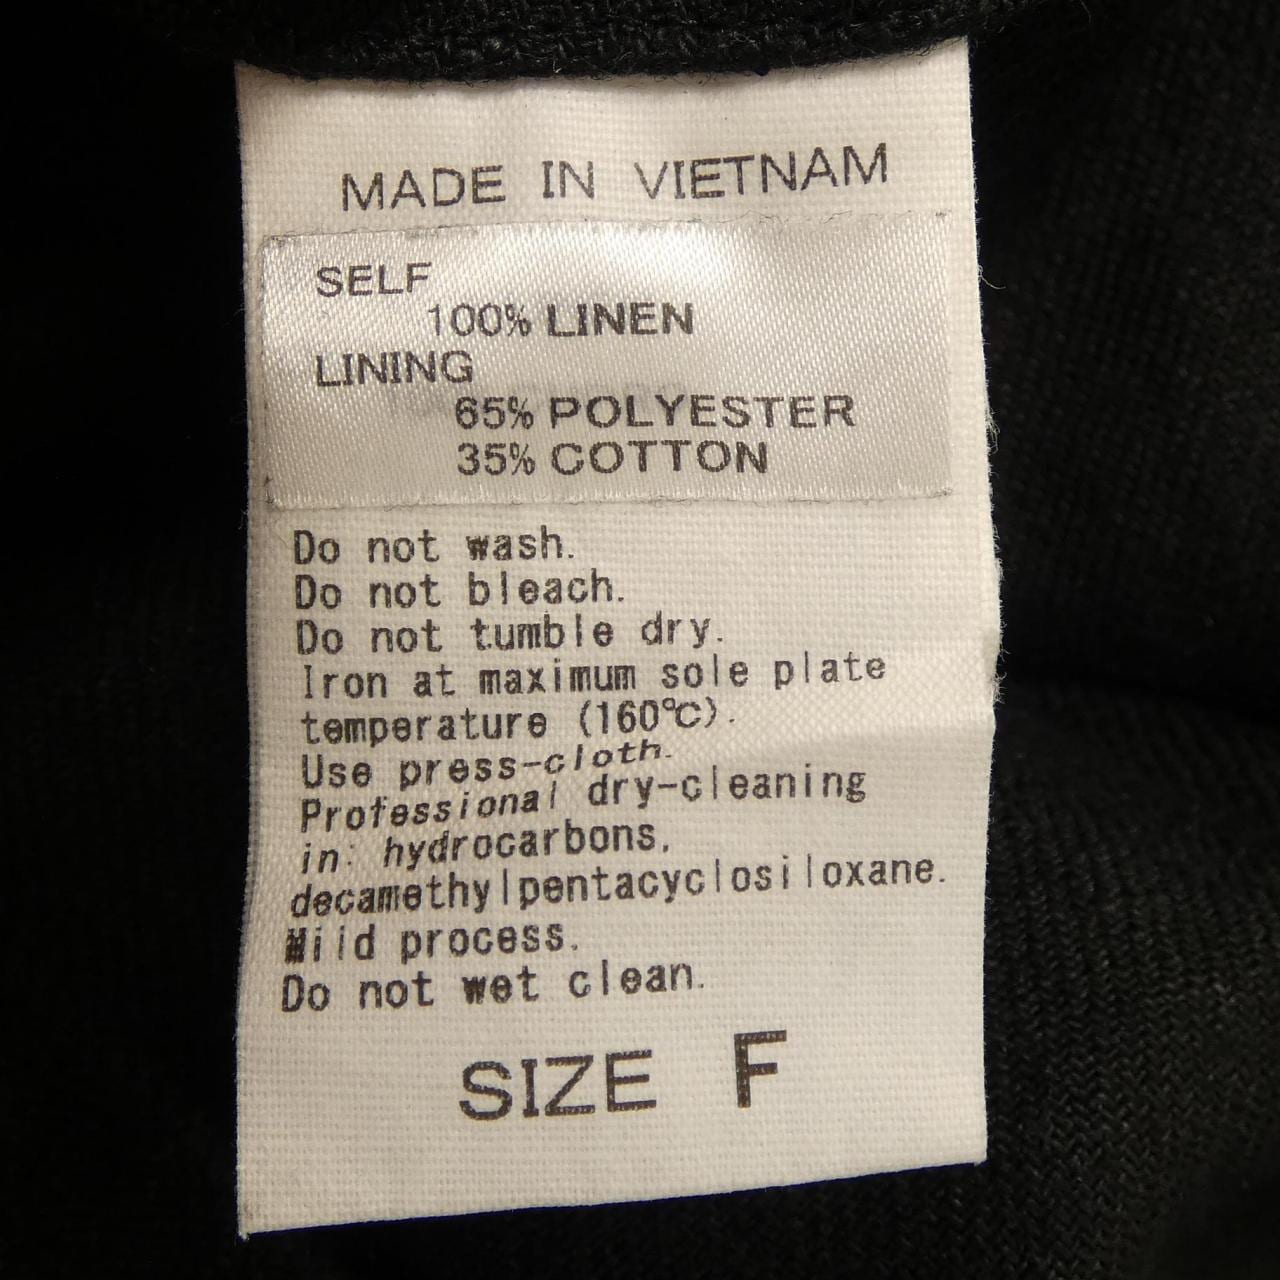 MADE IN VIETNAM
SELF
100% LINEN
LINING
65% POLYESTER
35% COTTON
Do not wash.
Do not bleach.
Do not tumble dry.
Iron at maximum sole plate
temperature (160℃).
Use press-cloth.
Professional dry-cleaning
in: hydrocarbons,
decamethylpentacyclosiloxane.
Mild process.
Do not wet clean.
SIZE F